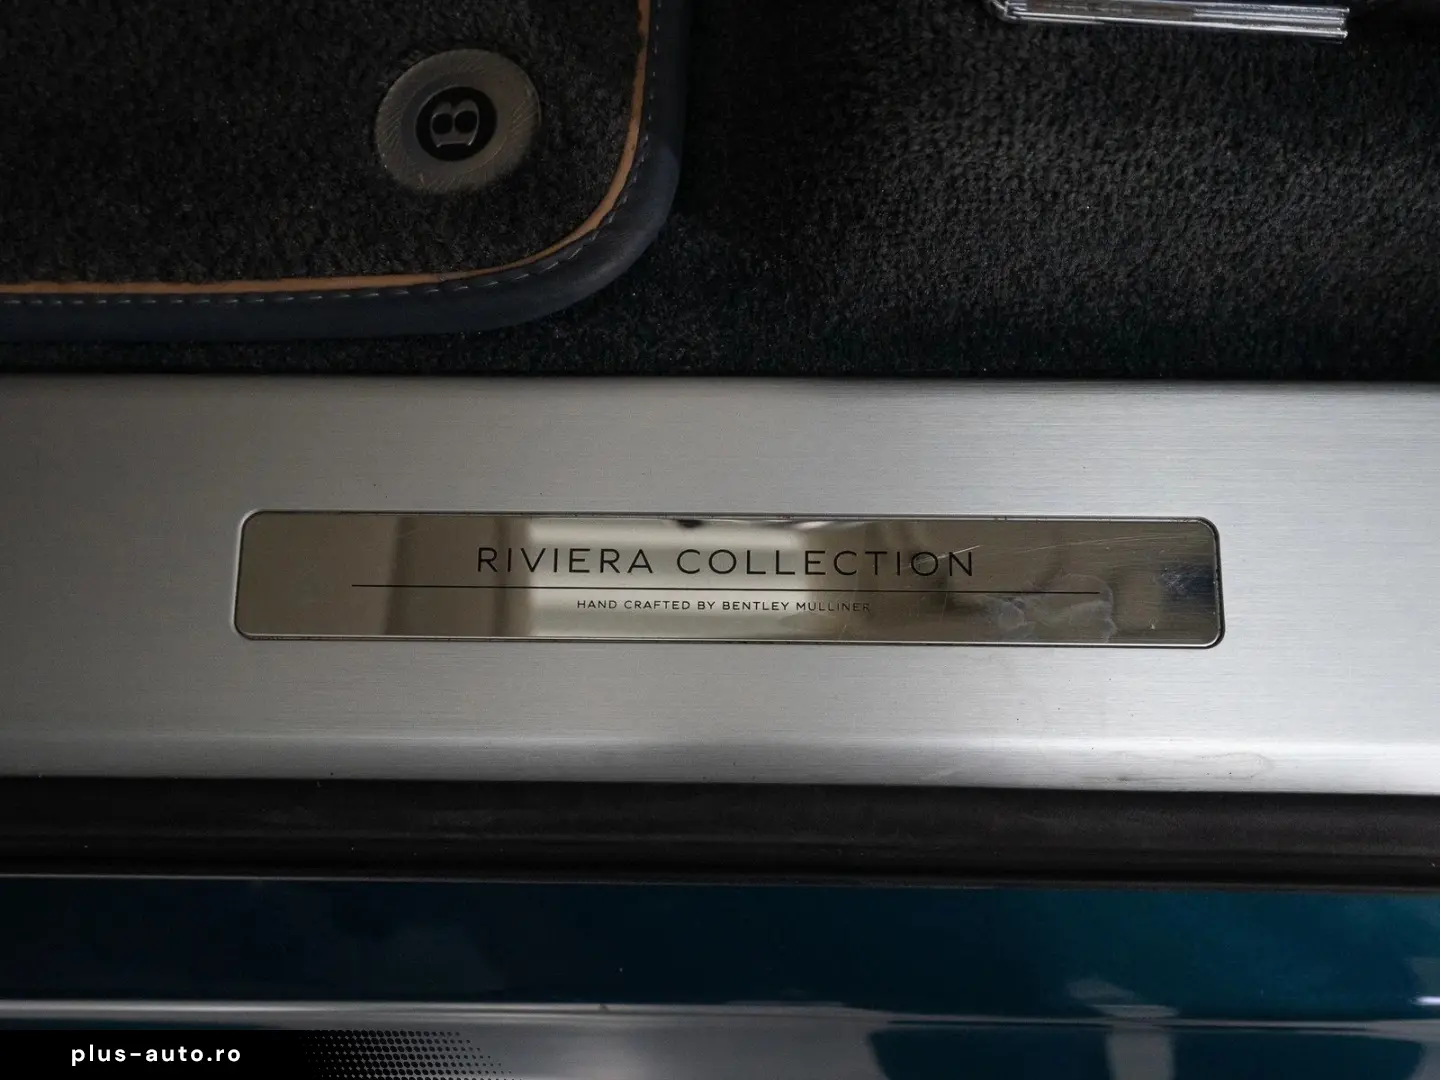 B
RIVIERA COLLECTION
HAND CRAFTED BY BENTLEY MULLINER
plus-auto.ro